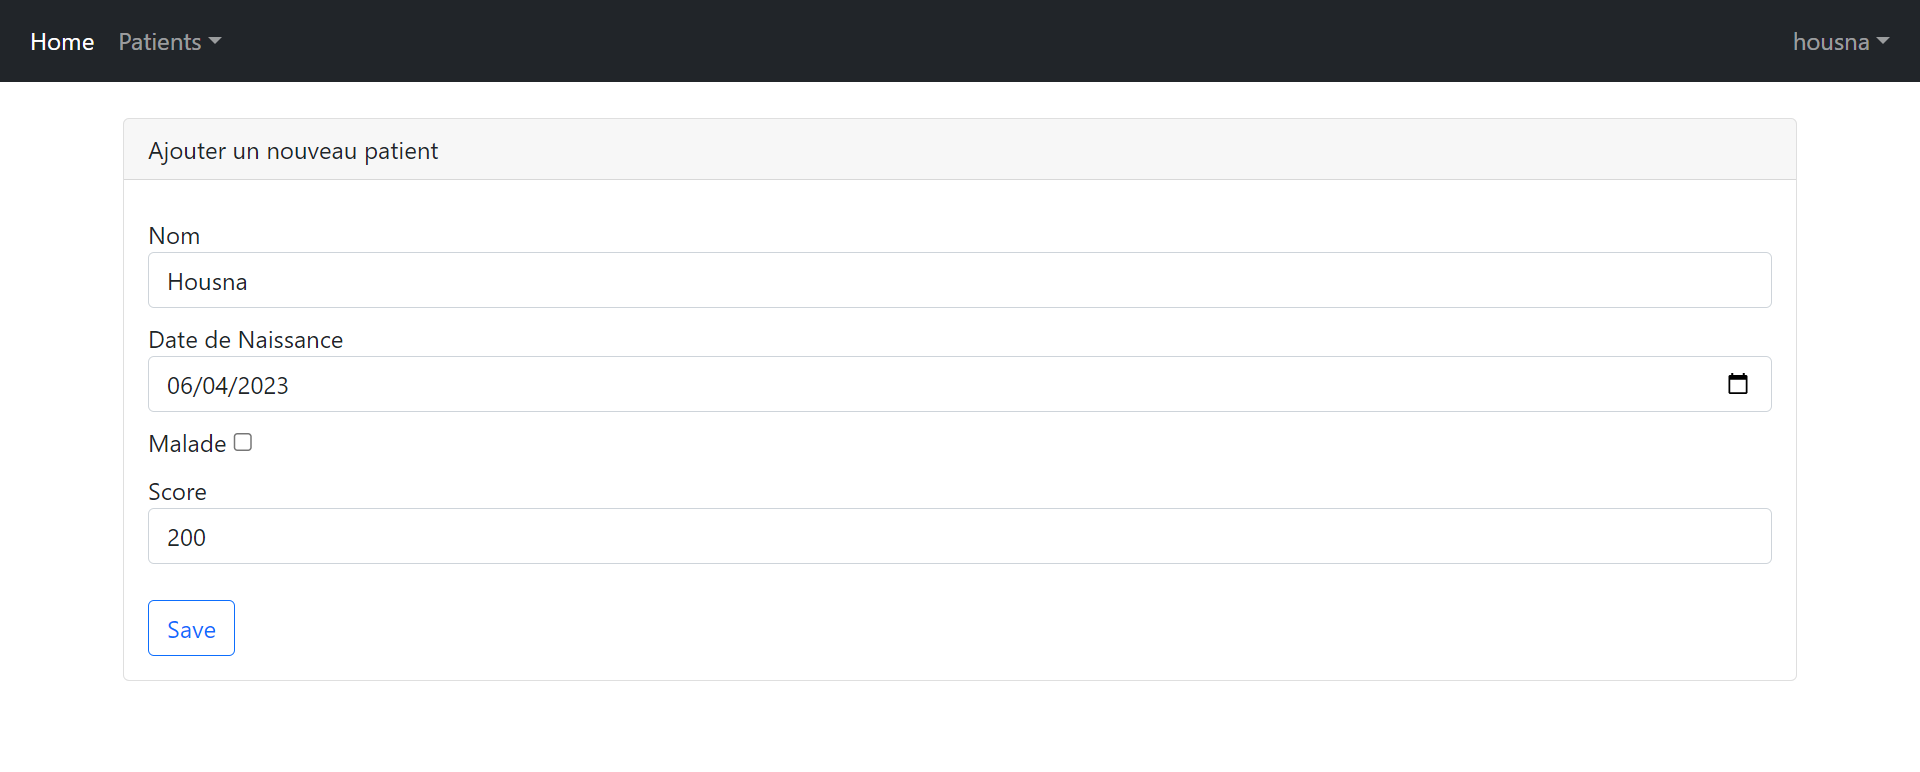 Home Patients housna
Ajouter un nouveau patient
Nom
Housna
Date de Naissance
06/04/2023
Malade
Score
200
Save